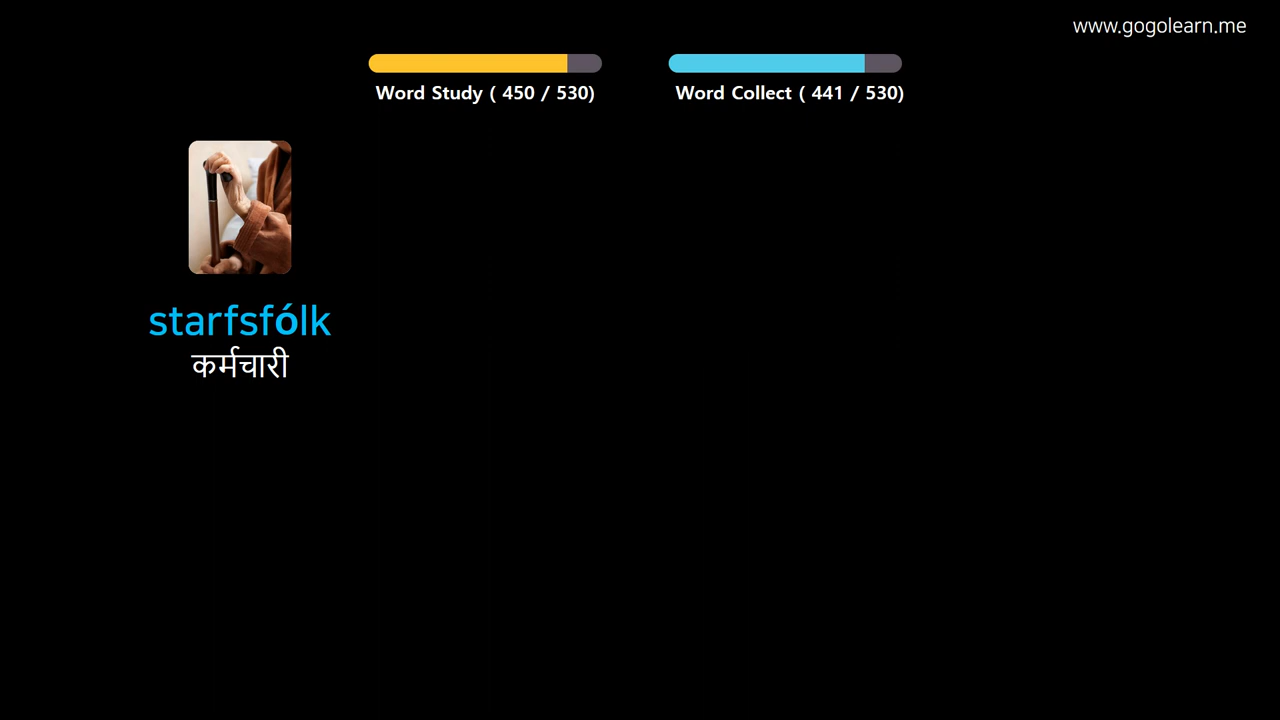 www.gogolearn.me
Word Study ( 450 / 530)
Word Collect ( 441 / 530)
starfsfólk
कर्मचारी